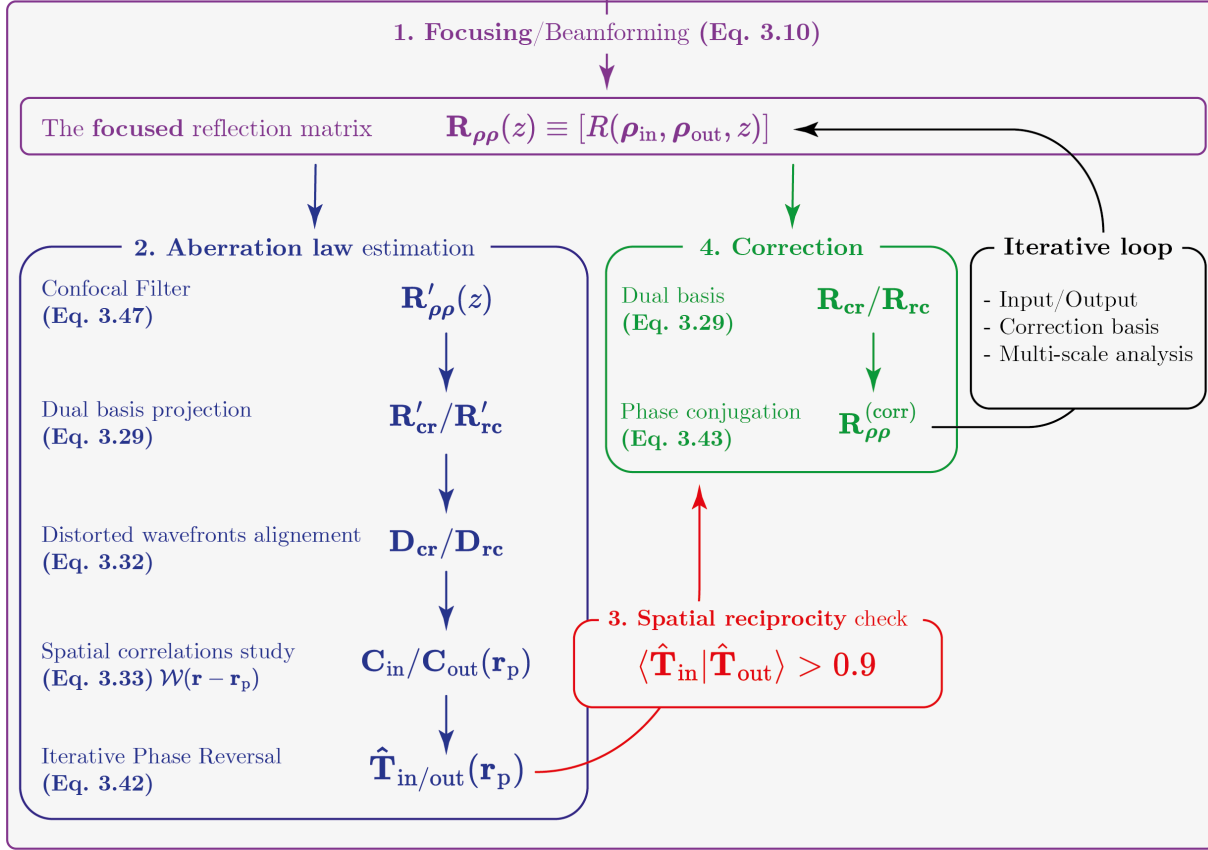 1. Focusing/Beamforming (Eq. 3.10)
The focused reflection matrix R_ρρ(z) ≡ [R(ρ_in, ρ_out, z)]
2. Aberration law estimation
Confocal Filter
(Eq. 3.47)
R′_ρρ(z)
Dual basis projection
(Eq. 3.29)
R′_cr/R′_rc
Distorted wavefronts alignement
(Eq. 3.32)
D_cr/D_rc
Spatial correlations study
(Eq. 3.33) 𝒲(r − r_p)
C_in/C_out(r_p)
Iterative Phase Reversal
(Eq. 3.42)
T̂_in/out(r_p)
3. Spatial reciprocity check
⟨T̂_in|T̂_out⟩ > 0.9
4. Correction
Dual basis
(Eq. 3.29)
R_cr/R_rc
Phase conjugation
(Eq. 3.43)
R_ρρ^(corr)
Iterative loop
- Input/Output
- Correction basis
- Multi-scale analysis